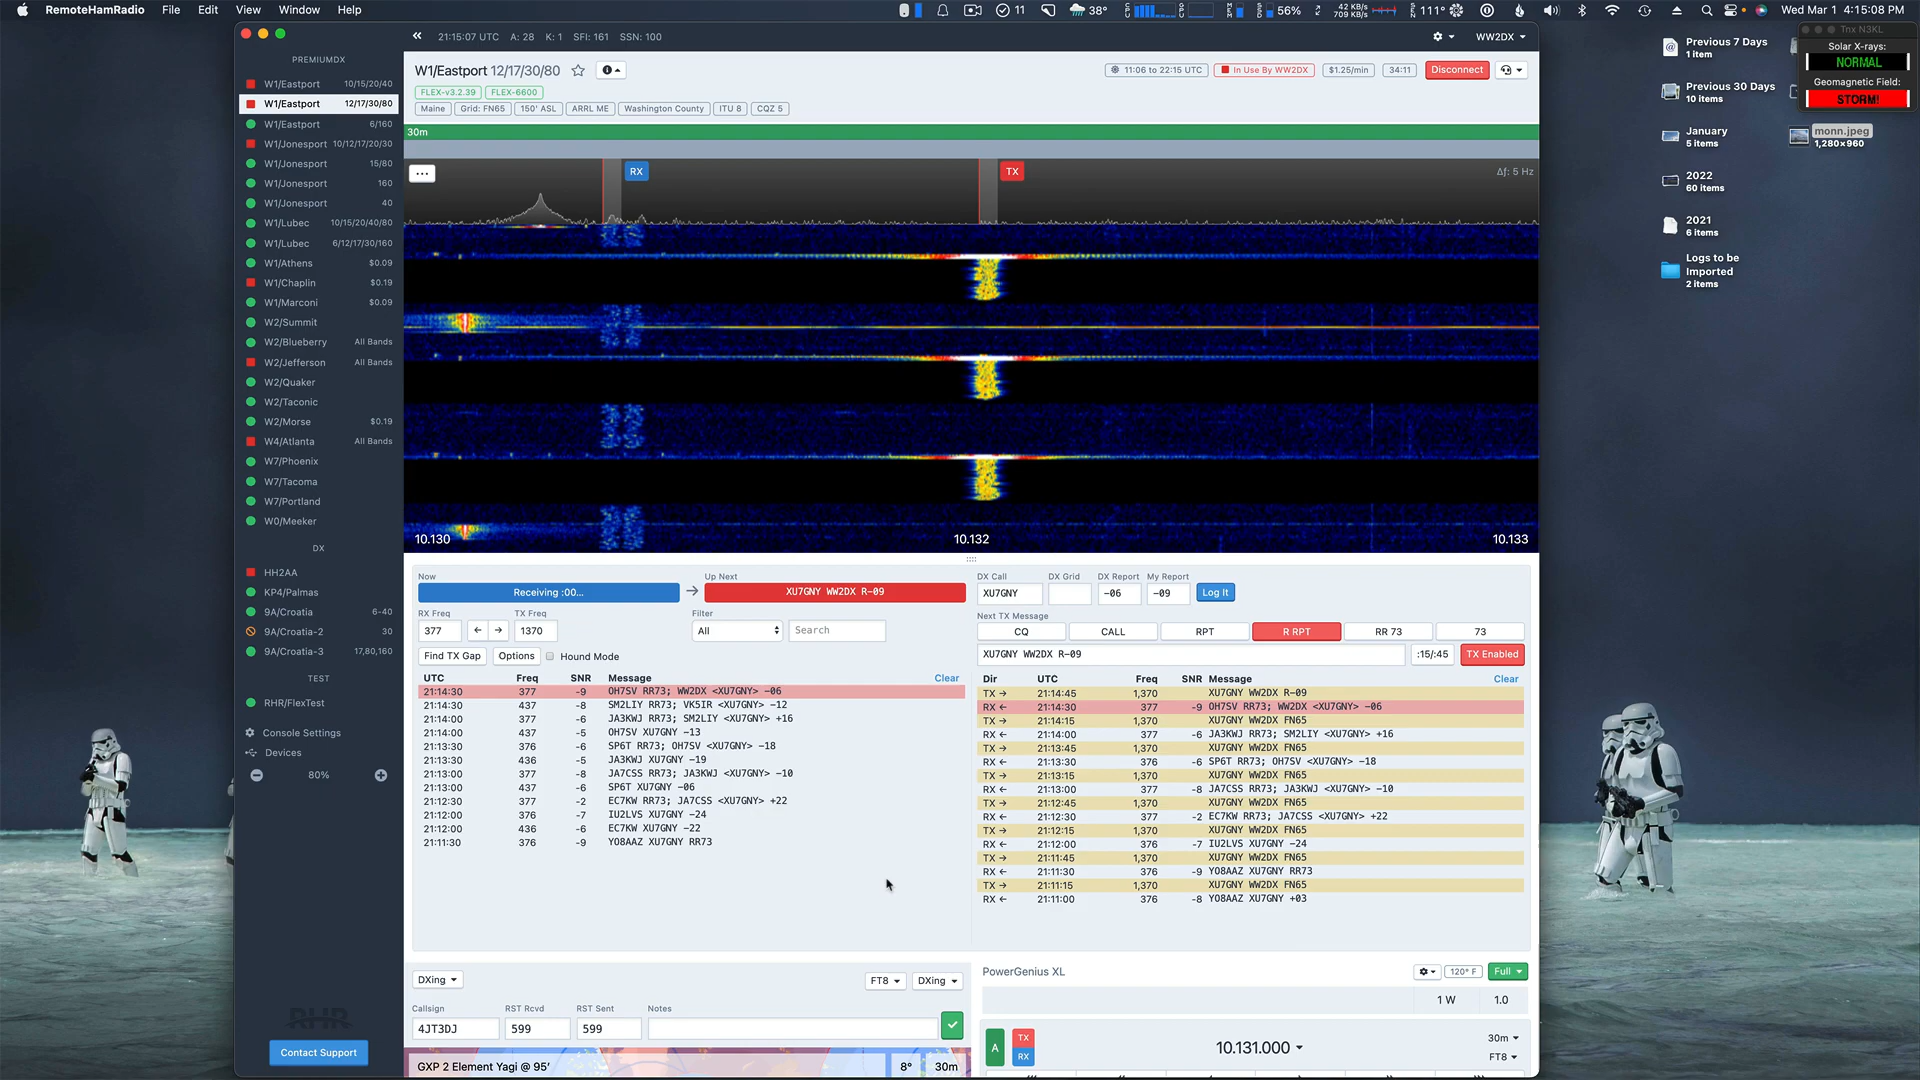 RemoteHamRadio File Edit View Window Help
11 38° 56% 42 KB/s 709 KB/s 111° Wed Mar 1 4:15:08 PM
21:15:07 UTC A: 28 K: 1 SFI: 161 SSN: 100 WW2DX
PREMIUMDX
W1/Eastport 10/15/20/40
W1/Eastport 12/17/30/80
W1/Eastport 6/160
W1/Jonesport 10/12/17/20/30
W1/Jonesport 15/80
W1/Jonesport 160
W1/Jonesport 40
W1/Lubec 10/15/20/40/80
W1/Lubec 6/12/17/30/160
W1/Athens $0.09
W1/Chaplin $0.19
W1/Marconi $0.09
W2/Summit
W2/Blueberry All Bands
W2/Jefferson All Bands
W2/Quaker
W2/Taconic
W2/Morse $0.19
W4/Atlanta All Bands
W7/Phoenix
W7/Tacoma
W7/Portland
W0/Meeker
DX
HH2AA
KP4/Palmas
9A/Croatia 6-40
9A/Croatia-2 30
9A/Croatia-3 17,80,160
TEST
RHR/FlexTest
Console Settings
Devices
80%
RHR
Contact Support
W1/Eastport 12/17/30/80
11:06 to 22:15 UTC In Use By WW2DX $1.25/min 34:11 Disconnect
FLEX-v3.2.39 FLEX-6600
Maine Grid: FN65 150' ASL ARRL ME Washington County ITU 8 CQZ 5
30m
... RX TX Δf: 5 Hz
10.130 10.132 10.133
Now Up Next
Receiving :00... XU7GNY WW2DX R-09
RX Freq TX Freq Filter
377 1370 All Search
Find TX Gap Options Hound Mode
UTC Freq SNR Message Clear
21:14:30 377 -9 OH7SV RR73; WW2DX <XU7GNY> -06
21:14:30 437 -8 SM2LIY RR73; VK5IR <XU7GNY> -12
21:14:00 377 -6 JA3KWJ RR73; SM2LIY <XU7GNY> +16
21:14:00 437 -5 OH7SV XU7GNY -13
21:13:30 376 -6 SP6T RR73; OH7SV <XU7GNY> -18
21:13:30 436 -5 JA3KWJ XU7GNY -19
21:13:00 377 -8 JA7CSS RR73; JA3KWJ <XU7GNY> -10
21:13:00 437 -6 SP6T XU7GNY -06
21:12:30 377 -2 EC7KW RR73; JA7CSS <XU7GNY> +22
21:12:00 376 -7 IU2LVS XU7GNY -24
21:12:00 436 -6 EC7KW XU7GNY -22
21:11:30 376 -9 YO8AAZ XU7GNY RR73
DX Call DX Grid DX Report My Report
XU7GNY -06 -09 Log It
Next TX Message
CQ CALL RPT R RPT RR 73 73
XU7GNY WW2DX R-09 :15/:45 TX Enabled
Dir UTC Freq SNR Message Clear
TX → 21:14:45 1,370 XU7GNY WW2DX R-09
RX ← 21:14:30 377 -9 OH7SV RR73; WW2DX <XU7GNY> -06
TX → 21:14:15 1,370 XU7GNY WW2DX FN65
RX ← 21:14:00 377 -6 JA3KWJ RR73; SM2LIY <XU7GNY> +16
TX → 21:13:45 1,370 XU7GNY WW2DX FN65
RX ← 21:13:30 376 -6 SP6T RR73; OH7SV <XU7GNY> -18
TX → 21:13:15 1,370 XU7GNY WW2DX FN65
RX ← 21:13:00 377 -8 JA7CSS RR73; JA3KWJ <XU7GNY> -10
TX → 21:12:45 1,370 XU7GNY WW2DX FN65
RX ← 21:12:30 377 -2 EC7KW RR73; JA7CSS <XU7GNY> +22
TX → 21:12:15 1,370 XU7GNY WW2DX FN65
RX ← 21:12:00 376 -7 IU2LVS XU7GNY -24
TX → 21:11:45 1,370 XU7GNY WW2DX FN65
RX ← 21:11:30 376 -9 YO8AAZ XU7GNY RR73
TX → 21:11:15 1,370 XU7GNY WW2DX FN65
RX ← 21:11:00 376 -8 YO8AAZ XU7GNY +03
DXing FT8 DXing
Callsign RST Rcvd RST Sent Notes
4JT3DJ 599 599
GXP 2 Element Yagi @ 95' 8° 30m
PowerGenius XL 120° F Full
1 W 1.0
A TX RX 10.131.000 30m
FT8
Previous 7 Days
1 item
Previous 30 Days
10 items
January
5 items
2022
60 items
2021
6 items
Logs to be
Imported
2 items
monn.jpeg
1,280×960
Tnx N3KL
Solar X-rays:
NORMAL
Geomagnetic Field:
STORM!